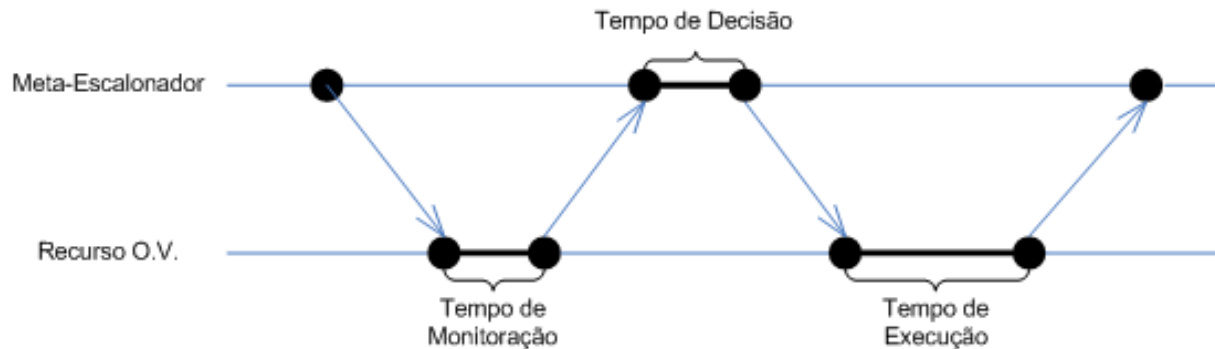 Tempo de Decisão
Meta-Escalonador
Recurso O.V.
Tempo de
Monitoração
Tempo de
Execução